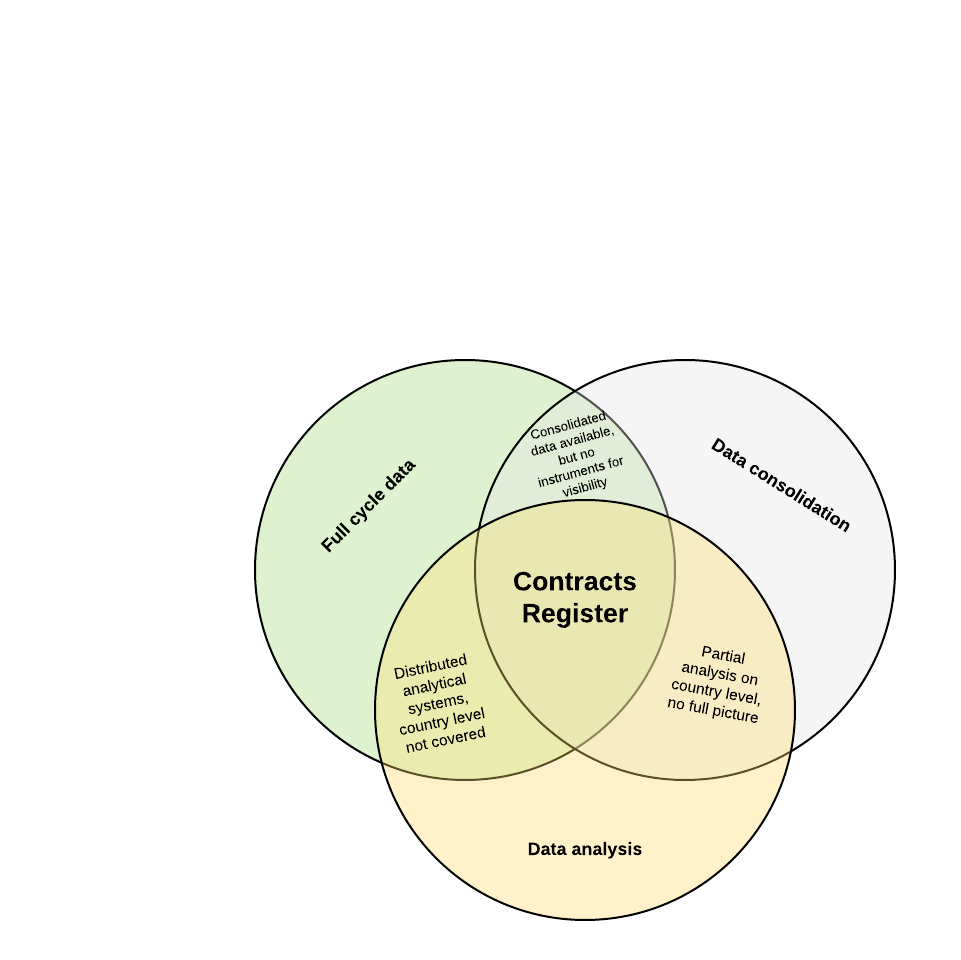 Consolidated
data available,
but no
instruments for
visibility
Full cycle data
Data consolidation
Contracts
Register
Distributed
analytical
systems,
country level
not covered
Partial
analysis on
country level,
no full picture
Data analysis